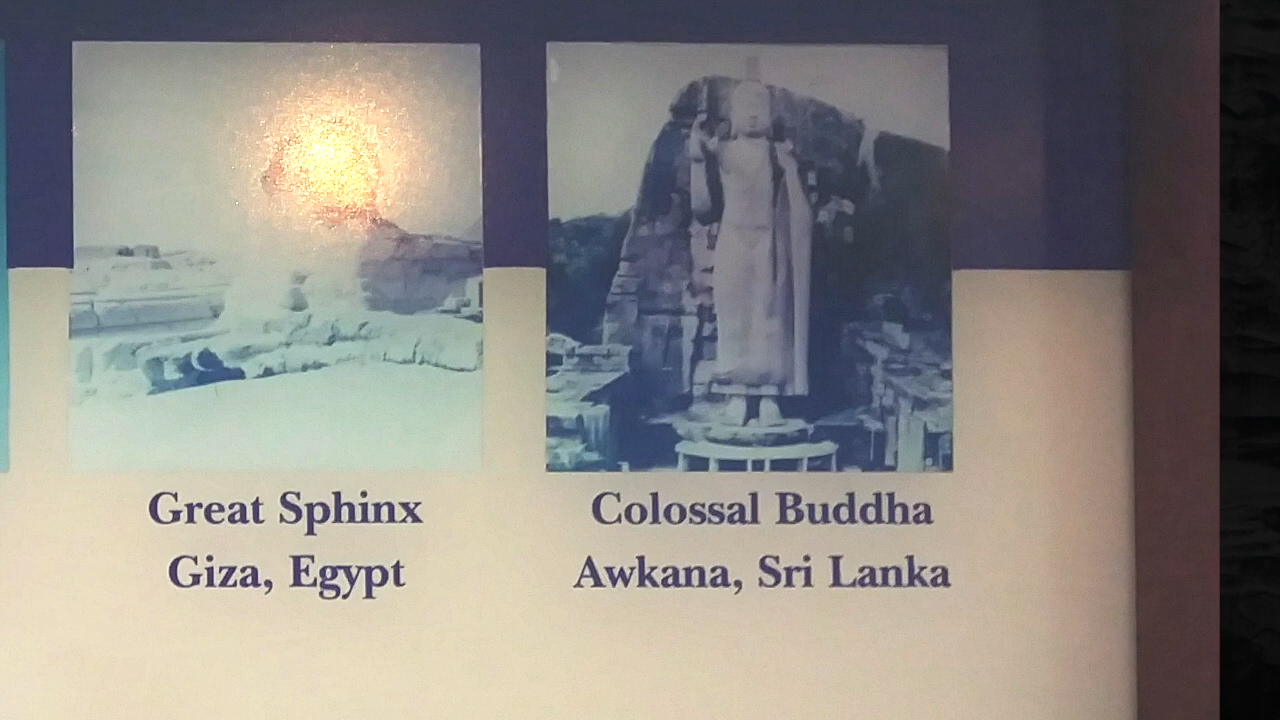 Great Sphinx
Giza, Egypt
Colossal Buddha
Awkana, Sri Lanka